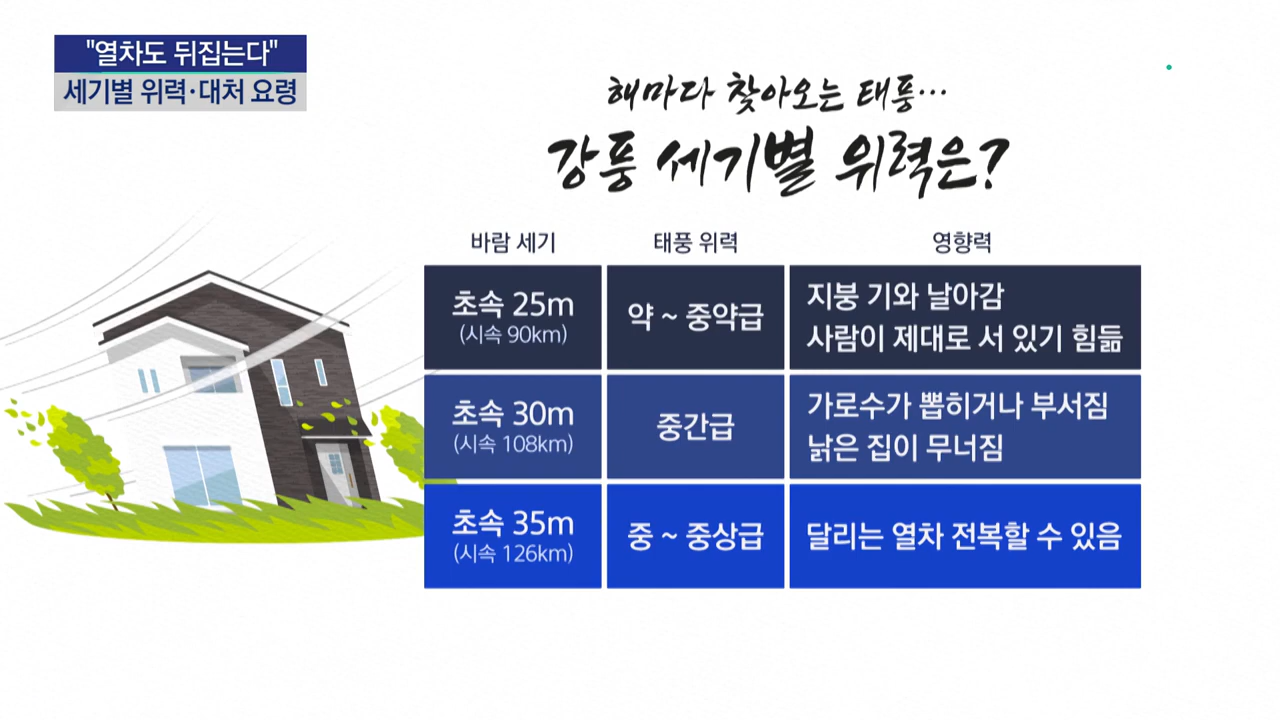 "열차도 뒤집는다"
세기별 위력·대처 요령
해마다 찾아오는 태풍…
강풍 세기별 위력은?
바람 세기 태풍 위력 영향력
초속 25m
(시속 90km)
약 ~ 중약급
지붕 기와 날아감
사람이 제대로 서 있기 힘듦
초속 30m
(시속 108km)
중간급
가로수가 뽑히거나 부서짐
낡은 집이 무너짐
초속 35m
(시속 126km)
중 ~ 중상급
달리는 열차 전복할 수 있음